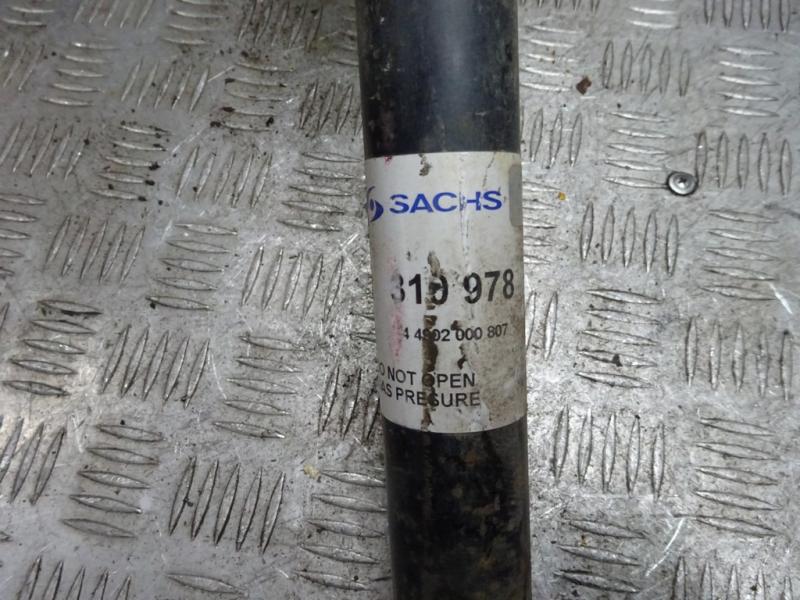 SACHS
310 978
4 4902 000 807
DO NOT OPEN
GAS PRESURE